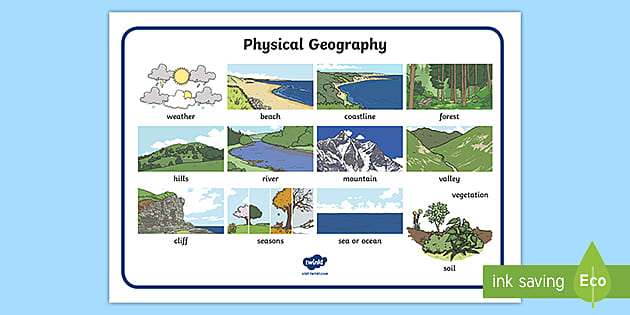 Physical Geography
weather
beach
coastline
forest
hills
river
mountain
valley
vegetation
cliff
seasons
sea or ocean
soil
twinkl
visit twinkl.com
ink saving
Eco